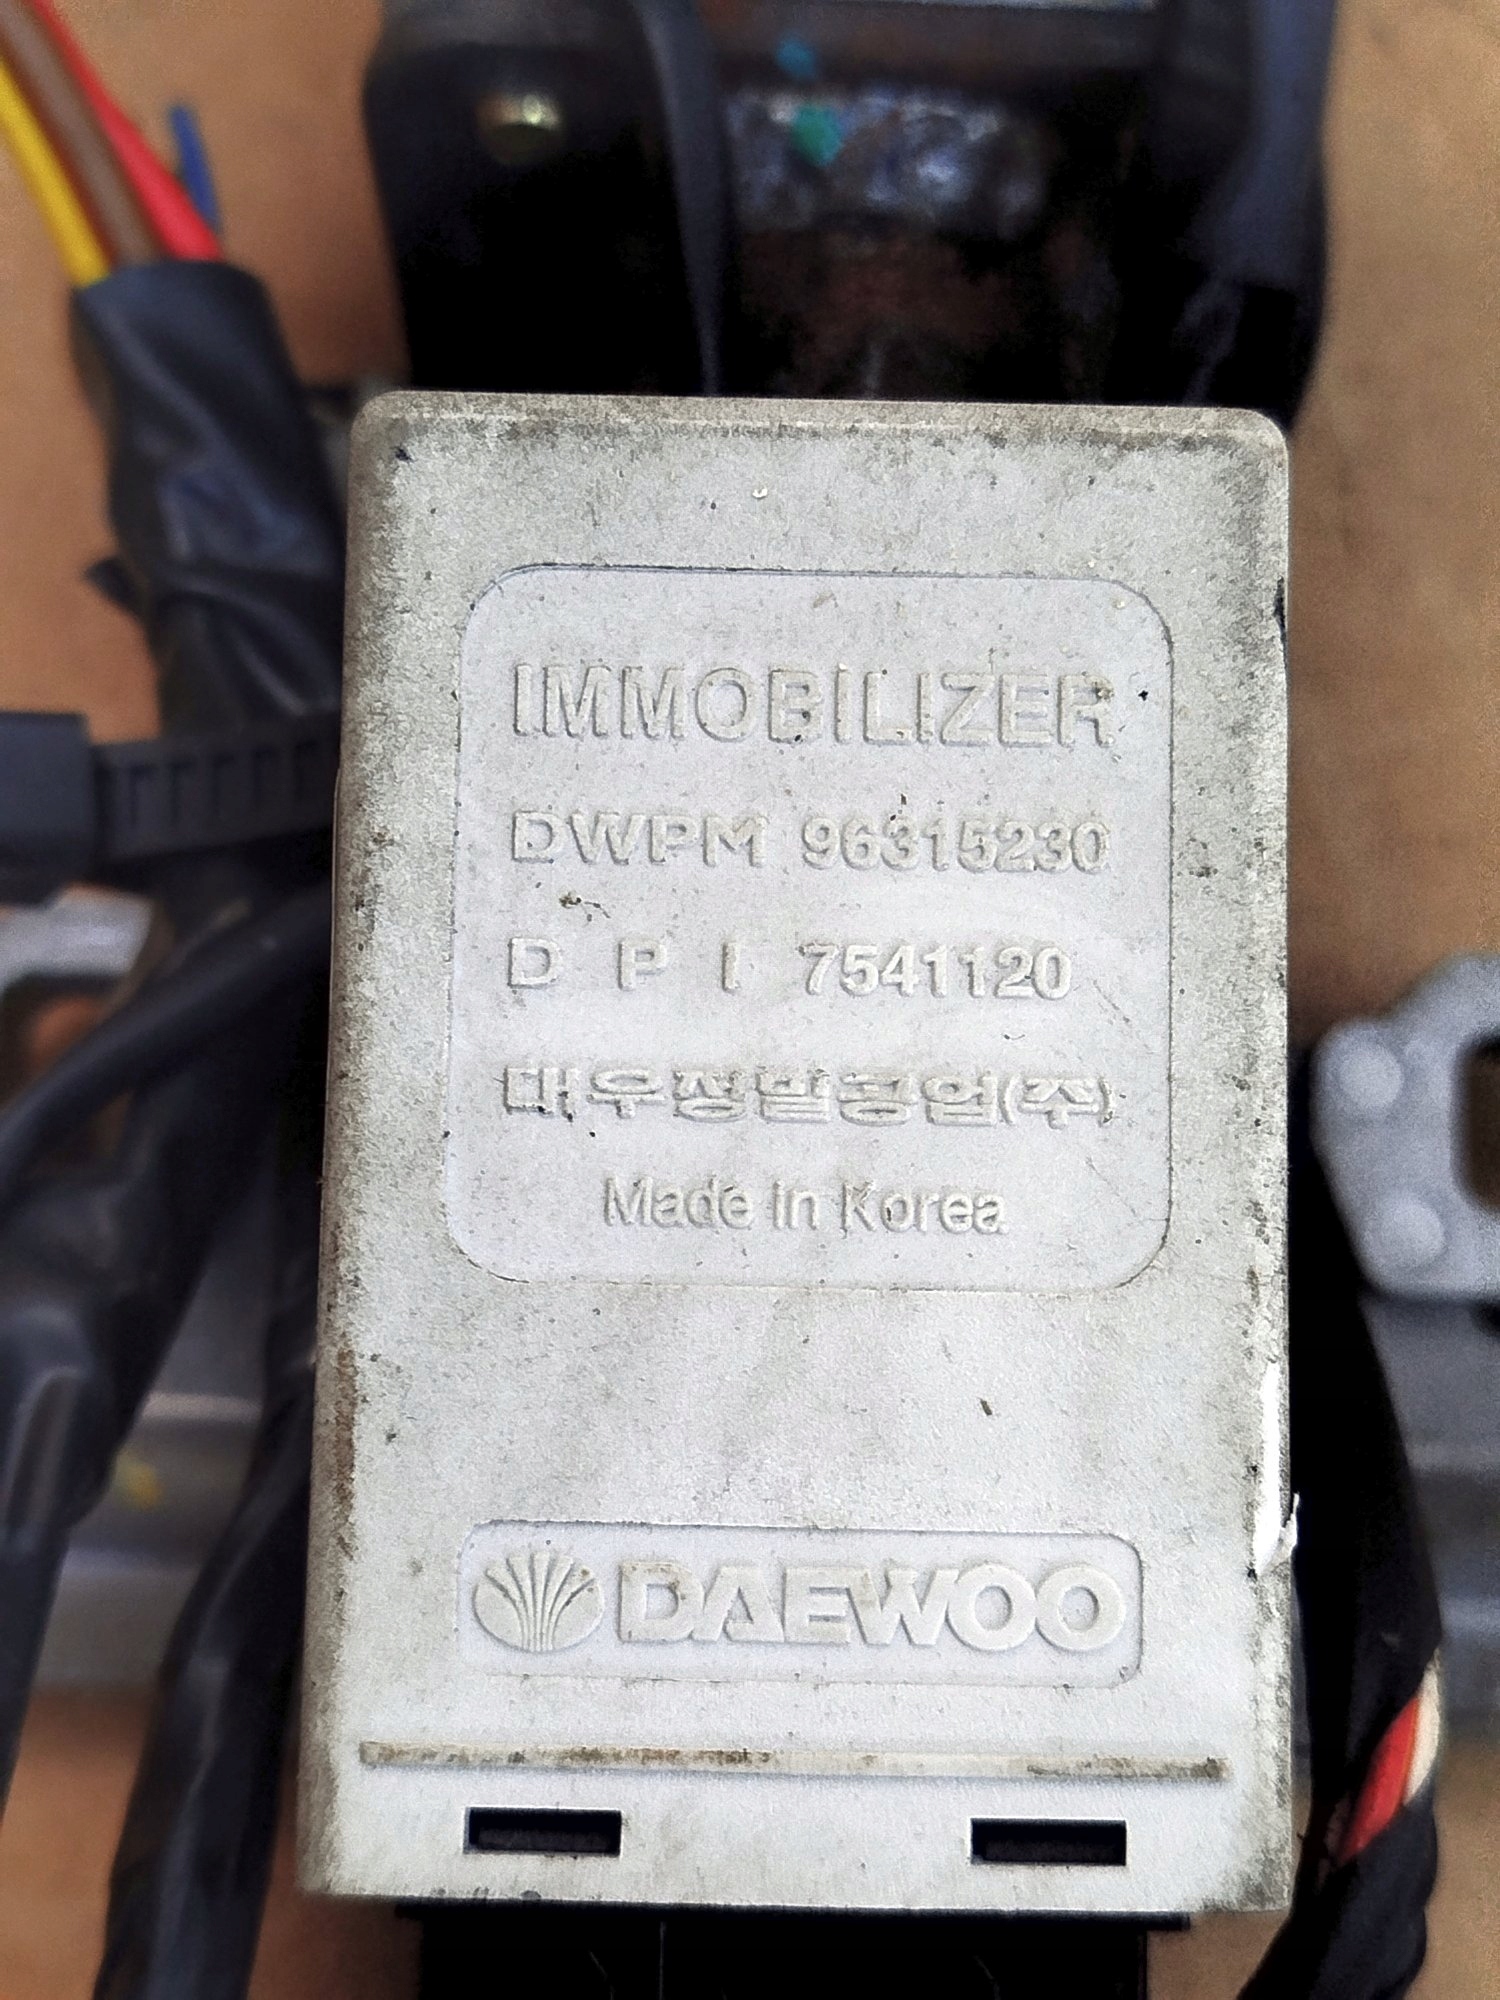 IMMOBILIZER
DWPM 96315230
D P I 7541120
대우정밀공업(주)
Made in Korea
DAEWOO